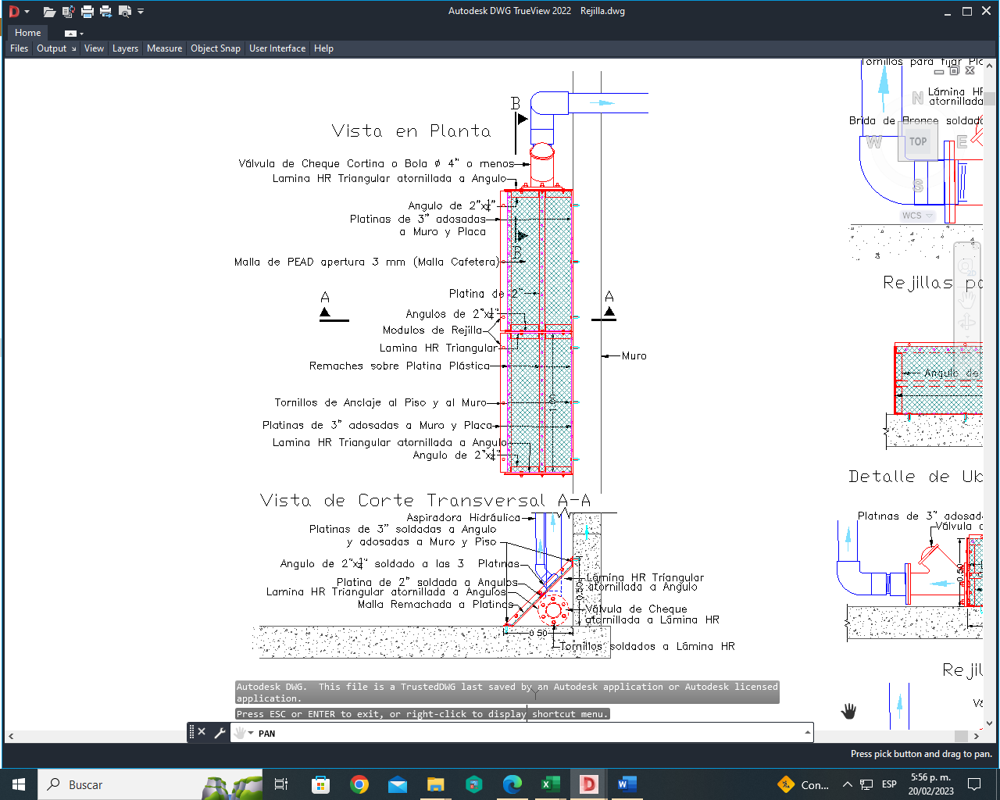 Autodesk DWG TrueView 2022 Rejilla.dwg
Home
Files Output View Layers Measure Object Snap User Interface Help
B
Vista en Planta
Válvula de Cheque Cortina o Bola Ø 4" o menos
Lamina HR Triangular atornillada a Angulo
Angulo de 2"x¼"
Platinas de 3" adosadas
a Muro y Placa
B
Malla de PEAD apertura 3 mm (Malla Cafetera)
Platina de 2"
A
A
Angulos de 2"x¼"
Modulos de Rejilla
Lamina HR Triangular
Muro
Remaches sobre Platina Plástica
1.00
Tornillos de Anclaje al Piso y al Muro
Platinas de 3" adosadas a Muro y Placa
Lamina HR Triangular atornillada a Angulo
Angulo de 2"x¼"
Vista de Corte Transversal A-A
Aspiradora Hidráulica
Platinas de 3" soldadas a Angulo
y adosadas a Muro y Piso
Angulo de 2"x¼" soldado a las 3 Platinas
Platina de 2" soldada a Angulos
Lámina HR Triangular atornillada a Angulos
Malla Remachada a Platinas
Lámina HR Triangular
atornillada a Angulo
0.50
Válvula de Cheque
atornillada a Lámina HR
0.50
Tornillos soldados a Lámina HR
Tornillos para fijar Pla
Lámina HR
atornillada
Brida de Bronce soldad
N
W
TOP
E
S
WCS
Rejillas pa
Angulo de
Detalle de Ub
Platinas de 3" adosad
Válvula d
0.50
Rejil
Autodesk DWG. This file is a TrustedDWG last saved by an Autodesk application or Autodesk licensed
application.
Press ESC or ENTER to exit, or right-click to display shortcut menu.
PAN
Press pick button and drag to pan.
Buscar
Con...
ESP
5:56 p. m.
20/02/2023